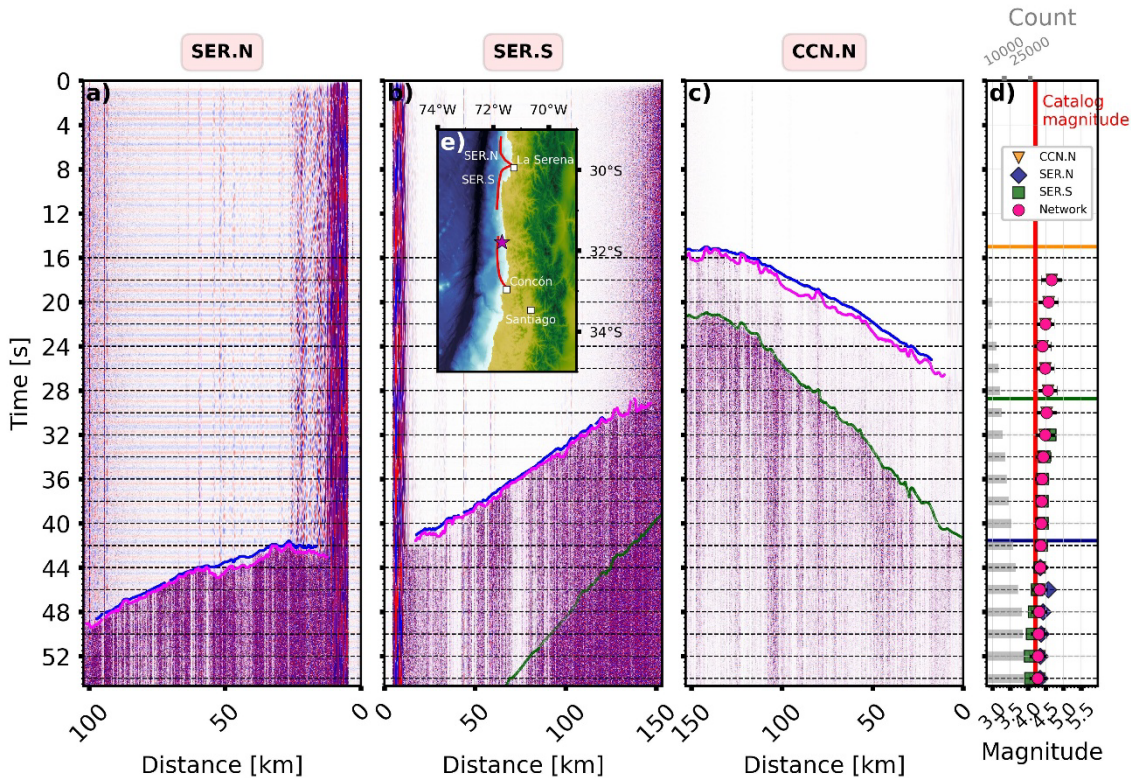 Count
10000
25000
SER.N
SER.S
CCN.N
a)
b)
c)
d)
0
4
8
12
16
20
24
28
32
36
40
44
48
52
Time [s]
74°W
72°W
70°W
e)
SER.N
La Serena
SER.S
30°S
32°S
34°S
Concón
Santiago
Catalog
magnitude
CCN.N
SER.N
SER.S
Network
100
50
0
Distance [km]
0
50
100
150
Distance [km]
150
100
50
0
Distance [km]
3.0
3.5
4.0
4.5
5.0
5.5
Magnitude